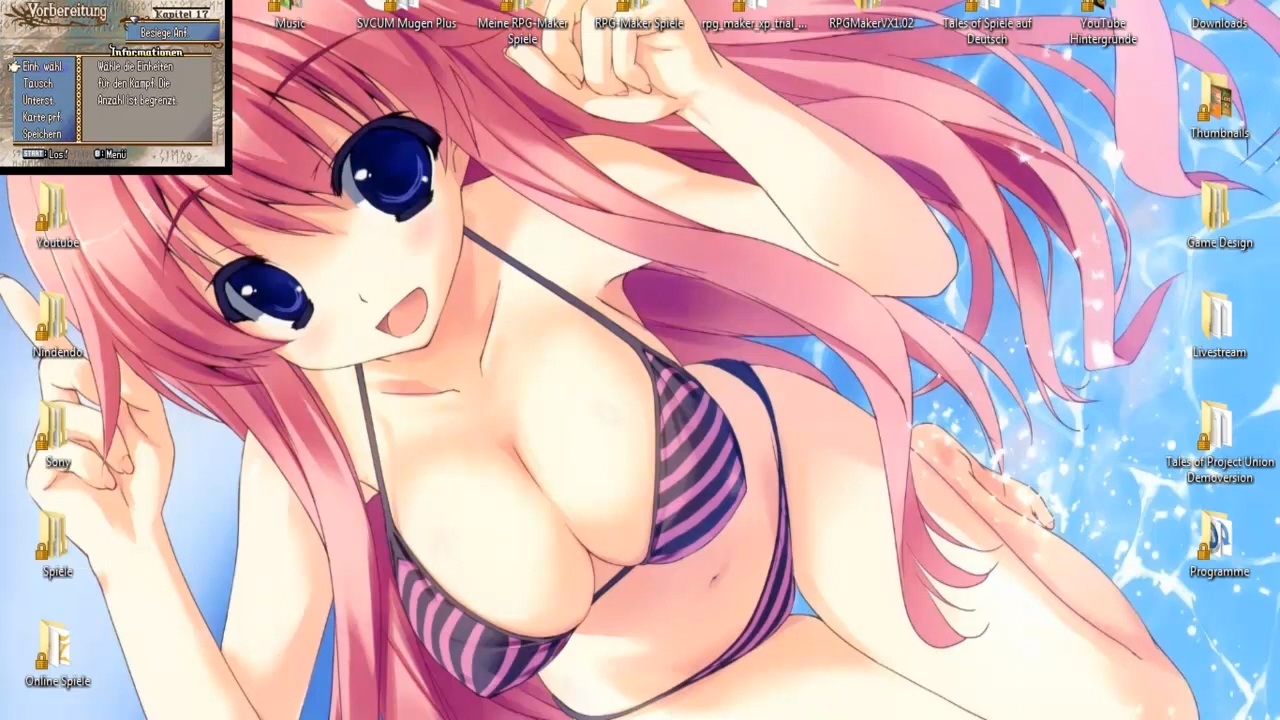 Vorbereitung
Kapitel 17
Besiege Anf.
Informationen
Einh. wähl.
Tausch
Unterst.
Karte prf.
Speichern
Wähle die Einheiten
für den Kampf. Die
Anzahl ist begrenzt
START: Los!
B: Menü
Music
SVCUM Mugen Plus
Meine RPG-Maker
Spiele
RPG-Maker Spiele
rpg_maker_xp_trial_...
RPGMakerVX1.02
Tales of Spiele auf
Deutsch
YouTube
Hintergründe
Downloads
Thumbnails
Youtube
Game Design
Nindendo
Livestream
Sony
Tales of Project Union
Demoversion
Spiele
Programme
Online Spiele